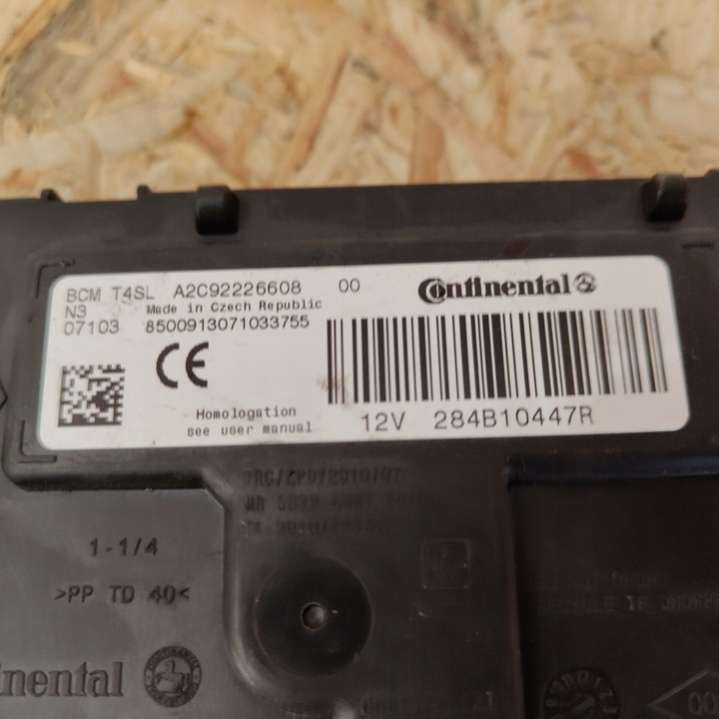 BCM T4SL A2C92226608 00 Continental
N3 Made in Czech Republic
07103 8500913071033755
CE
Homologation
see user manual
12V 284B10447R
1-1/4
>PP TD 40<